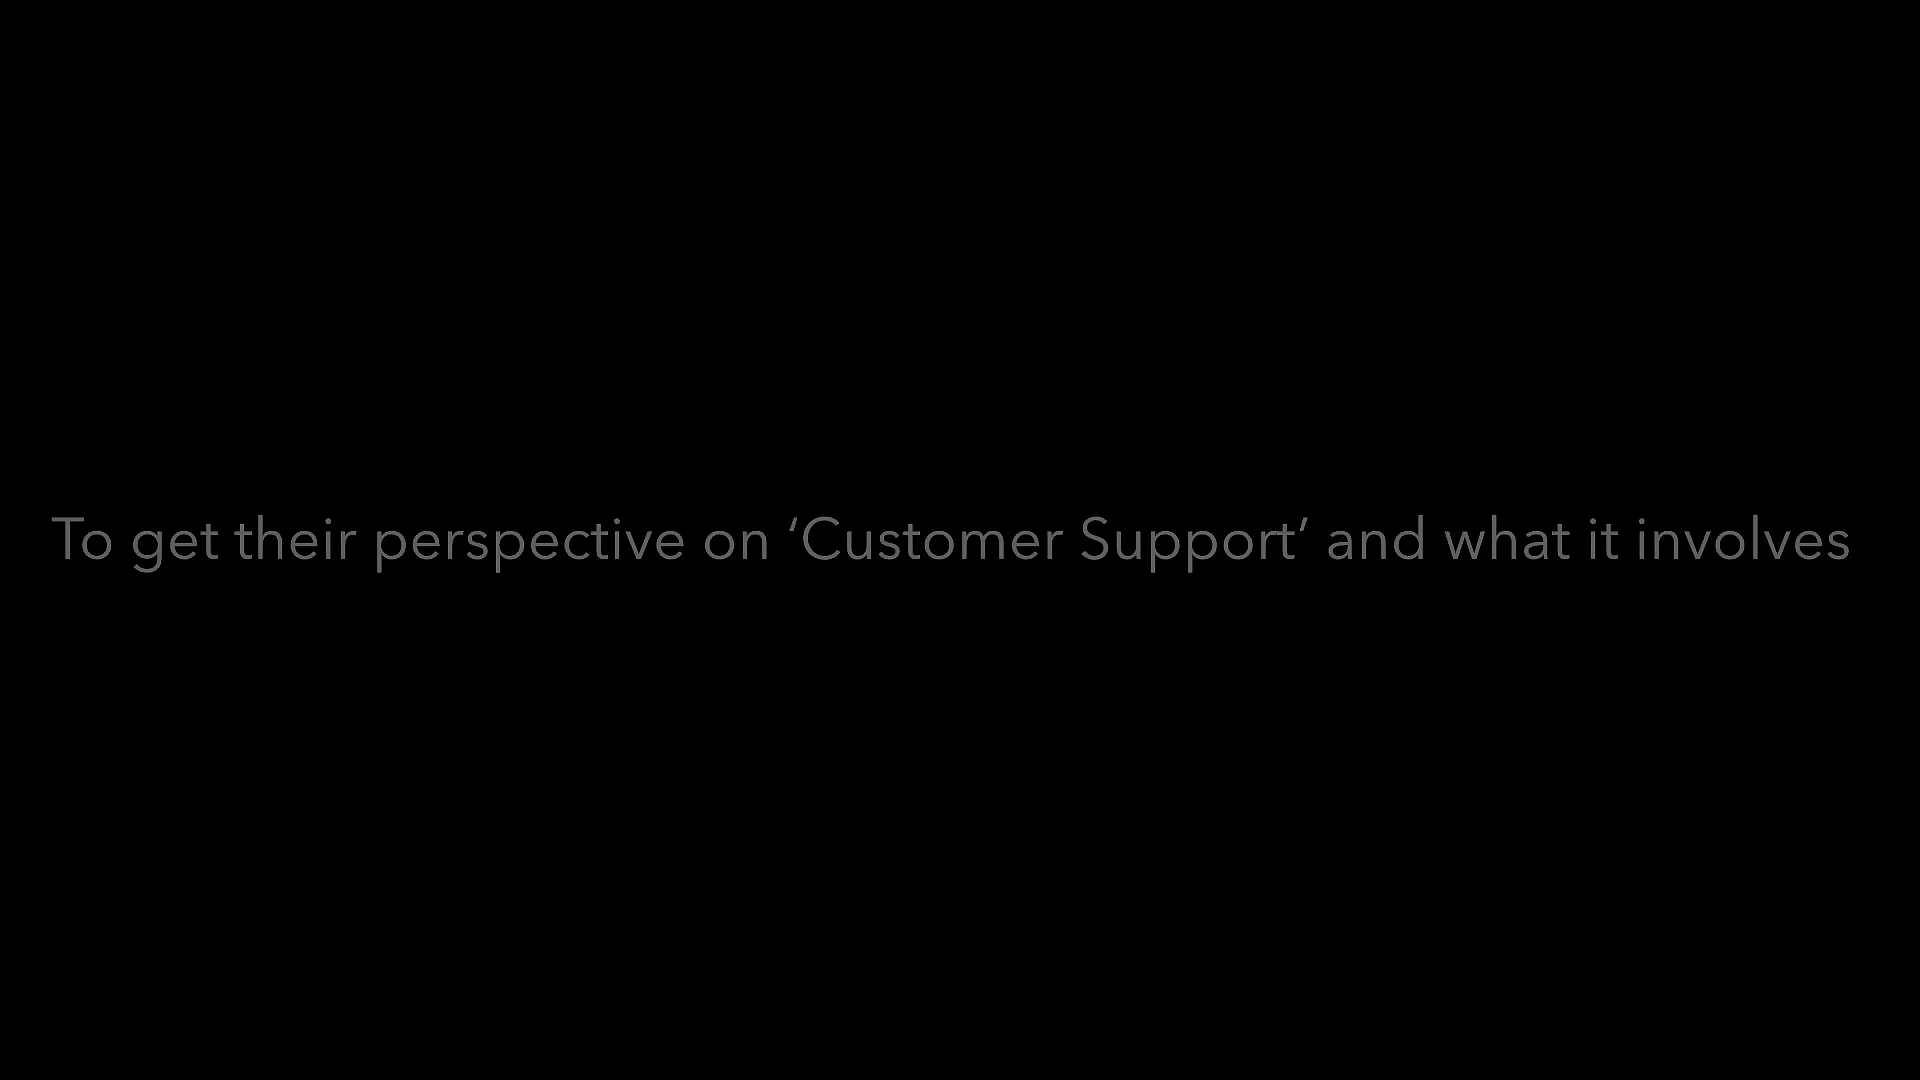 To get their perspective on ‘Customer Support’ and what it involves